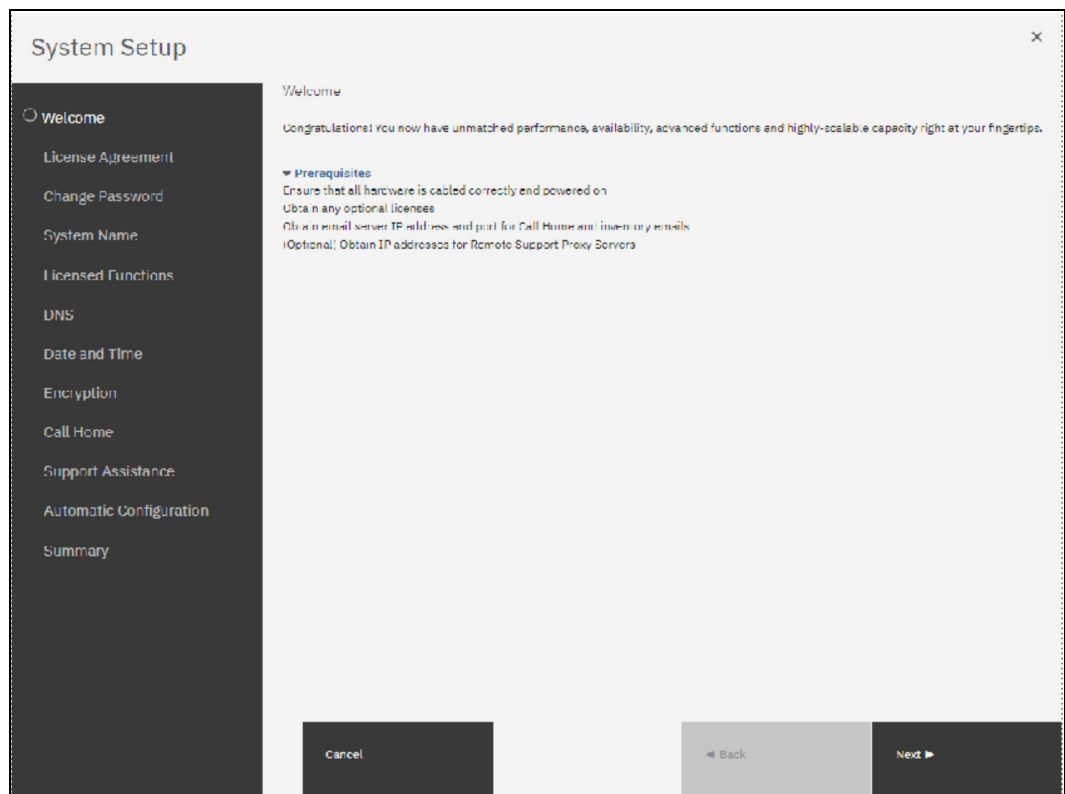 System Setup
×
Welcome
License Agreement
Change Password
System Name
Licensed Functions
DNS
Date and Time
Encryption
Call Home
Support Assistance
Automatic Configuration
Summary
Welcome
Congratulations! You now have unmatched performance, availability, advanced functions and highly-scalable capacity right at your fingertips.
Prerequisites
Ensure that all hardware is cabled correctly and powered on
Obtain any optional licenses
Obtain email server IP address and port for Call Home and inventory emails
(Optional) Obtain IP addresses for Remote Support Proxy Servers
Cancel
Back
Next